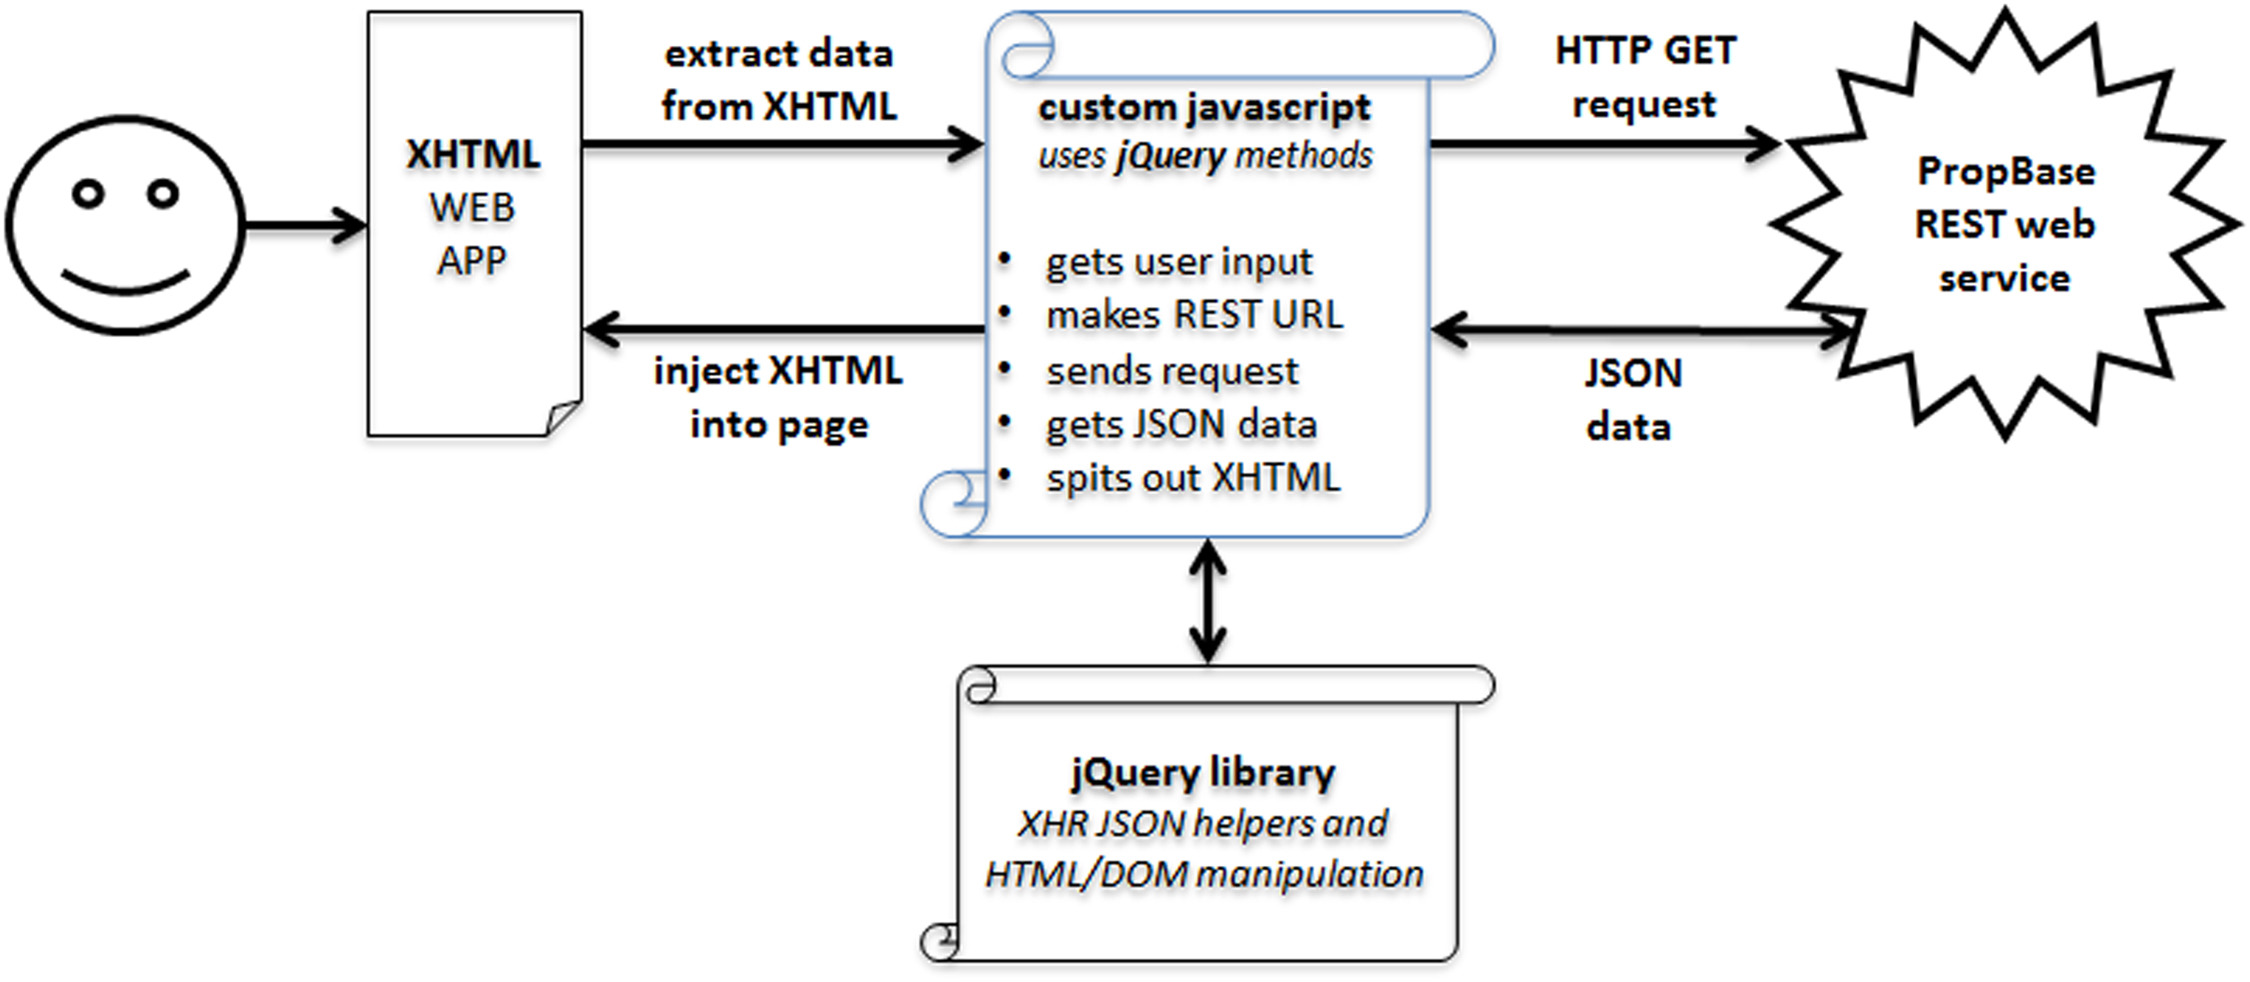 XHTML
WEB
APP
extract data
from XHTML
inject XHTML
into page
custom javascript
uses jQuery methods
• gets user input
• makes REST URL
• sends request
• gets JSON data
• spits out XHTML
HTTP GET
request
JSON
data
PropBase
REST web
service
jQuery library
XHR JSON helpers and
HTML/DOM manipulation